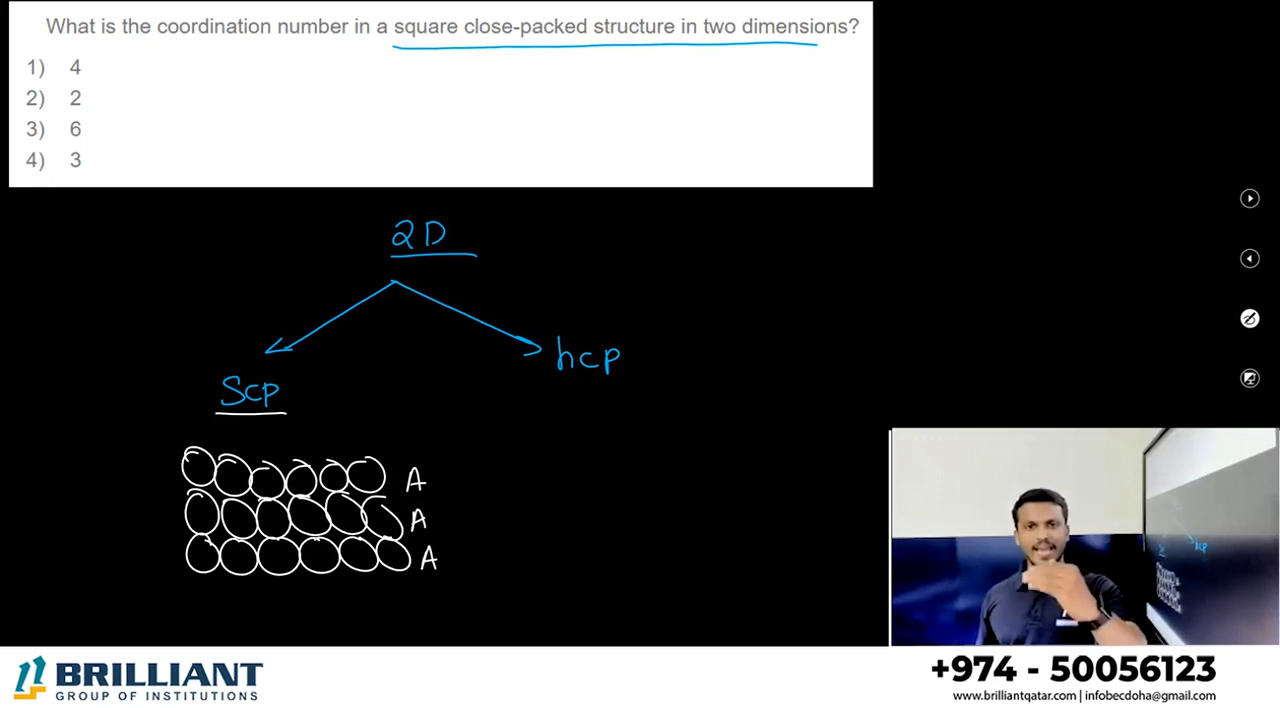 What is the coordination number in a square close-packed structure in two dimensions?
1) 4
2) 2
3) 6
4) 3
2D
Scp
hcp
A
A
A
hcp
BRILLIANT
GROUP OF INSTITUTIONS
+974 - 50056123
www.brilliantqatar.com | infobecdoha@gmail.com